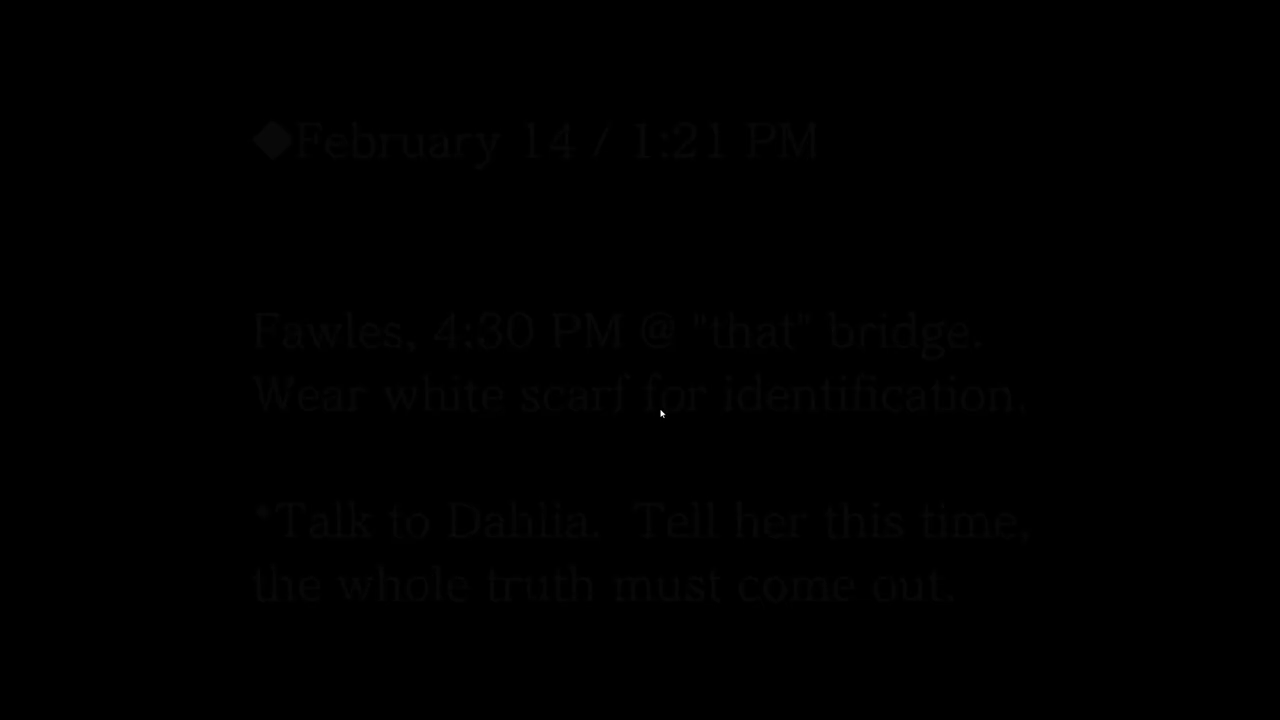 ◆February 14 / 1:21 PM
Fawles, 4:30 PM @ "that" bridge.
Wear white scarf for identification.
*Talk to Dahlia. Tell her this time,
the whole truth must come out.